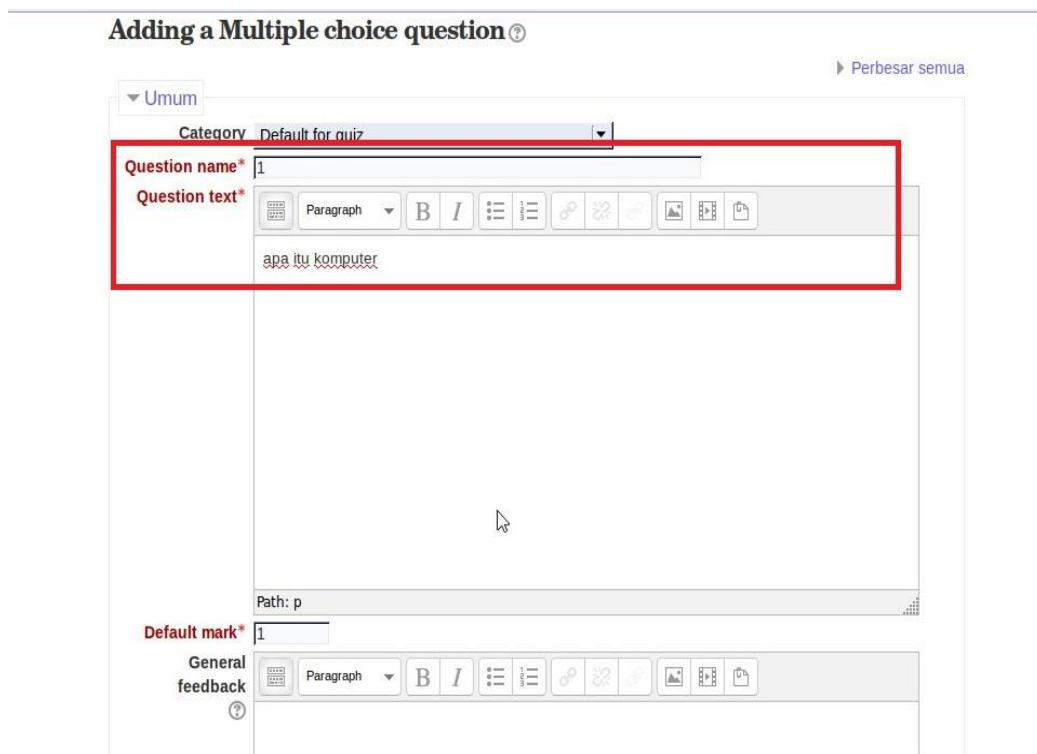 Adding a Multiple choice question
Perbesar semua
Umum
Category Default for quiz
Question name* 1
Question text*
Paragraph B I
apa itu komputer
Path: p
Default mark* 1
General
feedback
Paragraph B I